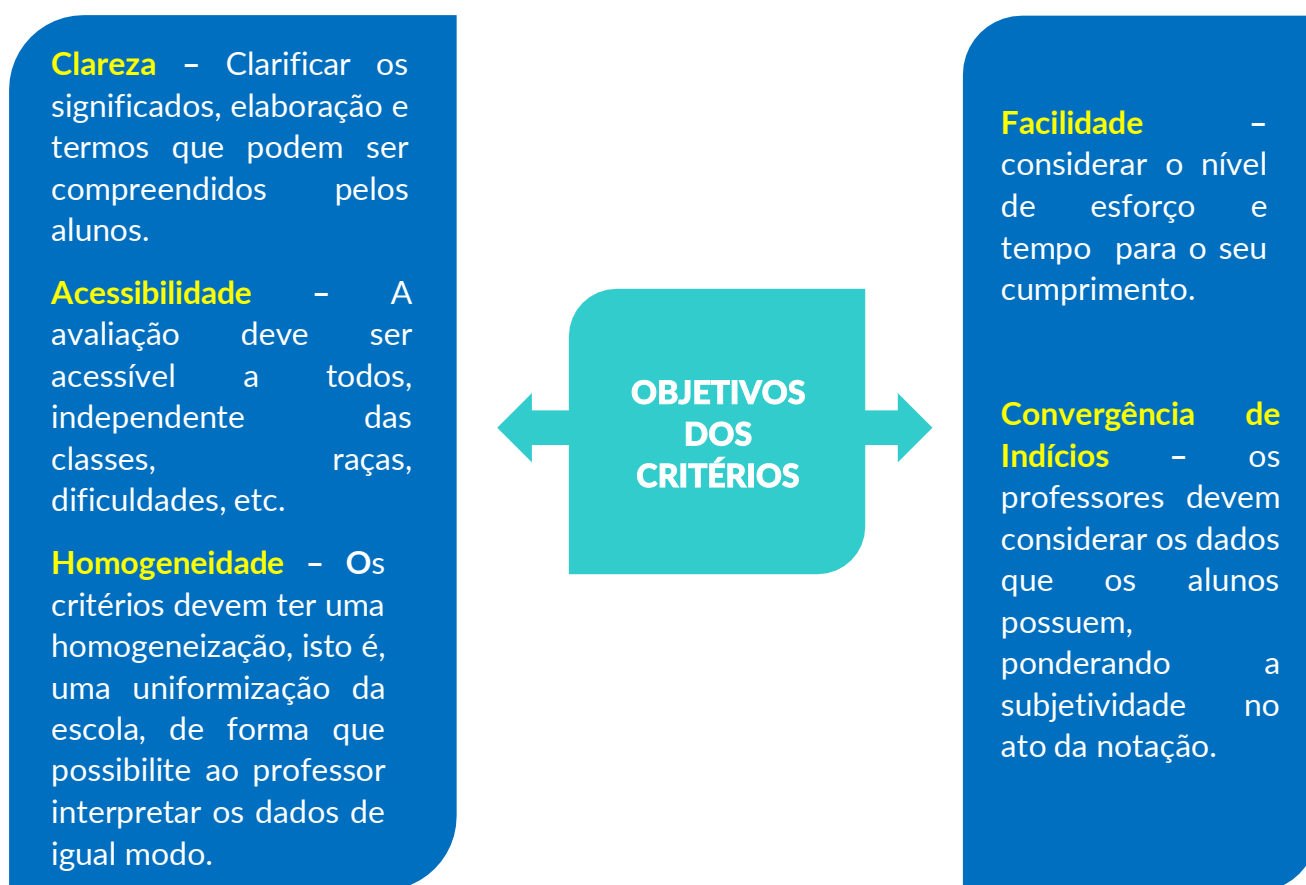 Clareza – Clarificar os
significados, elaboração e
termos que podem ser
compreendidos pelos
alunos.
Acessibilidade – A
avaliação deve ser
acessível a todos,
independente das
classes, raças,
dificuldades, etc.
Homogeneidade – Os
critérios devem ter uma
homogeneização, isto é,
uma uniformização da
escola, de forma que
possibilite ao professor
interpretar os dados de
igual modo.
OBJETIVOS
DOS
CRITÉRIOS
Facilidade –
considerar o nível
de esforço e
tempo para o seu
cumprimento.
Convergência de
Indícios – os
professores devem
considerar os dados
que os alunos
possuem,
ponderando a
subjetividade no
ato da notação.